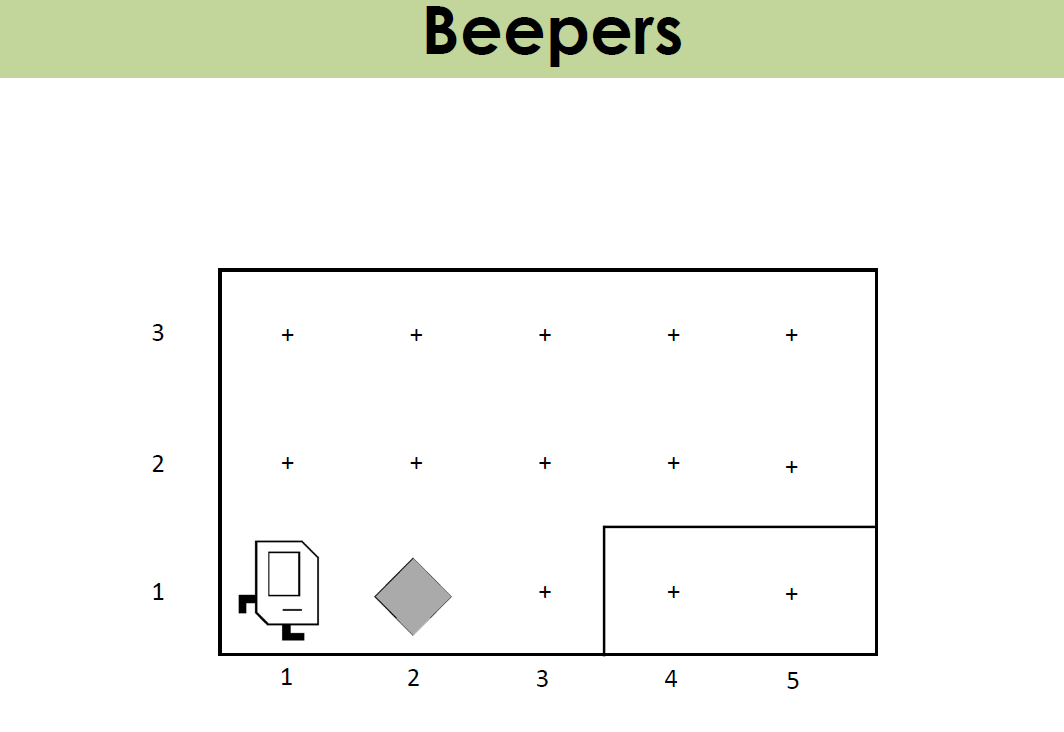 Beepers
3 + + + + +
2 + + + + +
1 + + +
1 2 3 4 5